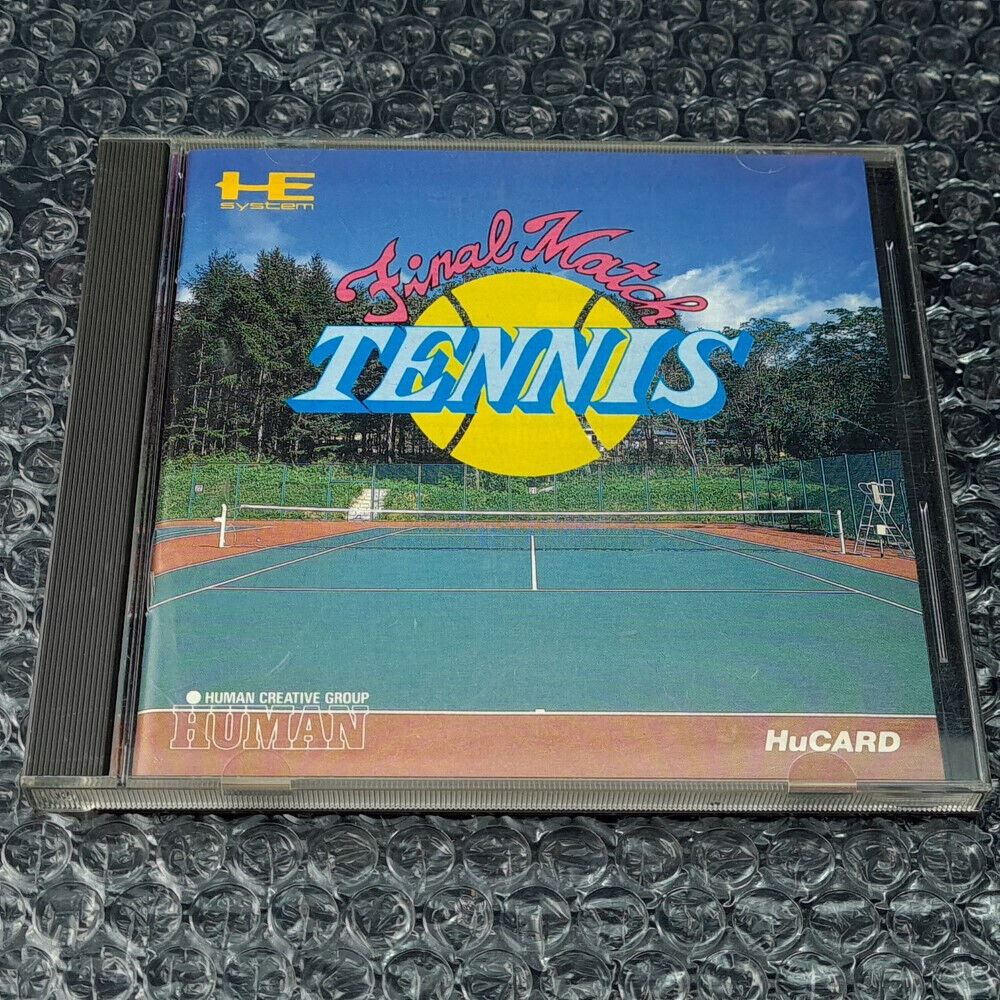 HE
system
Final Match
TENNIS
HUMAN CREATIVE GROUP
HUMAN
HuCARD